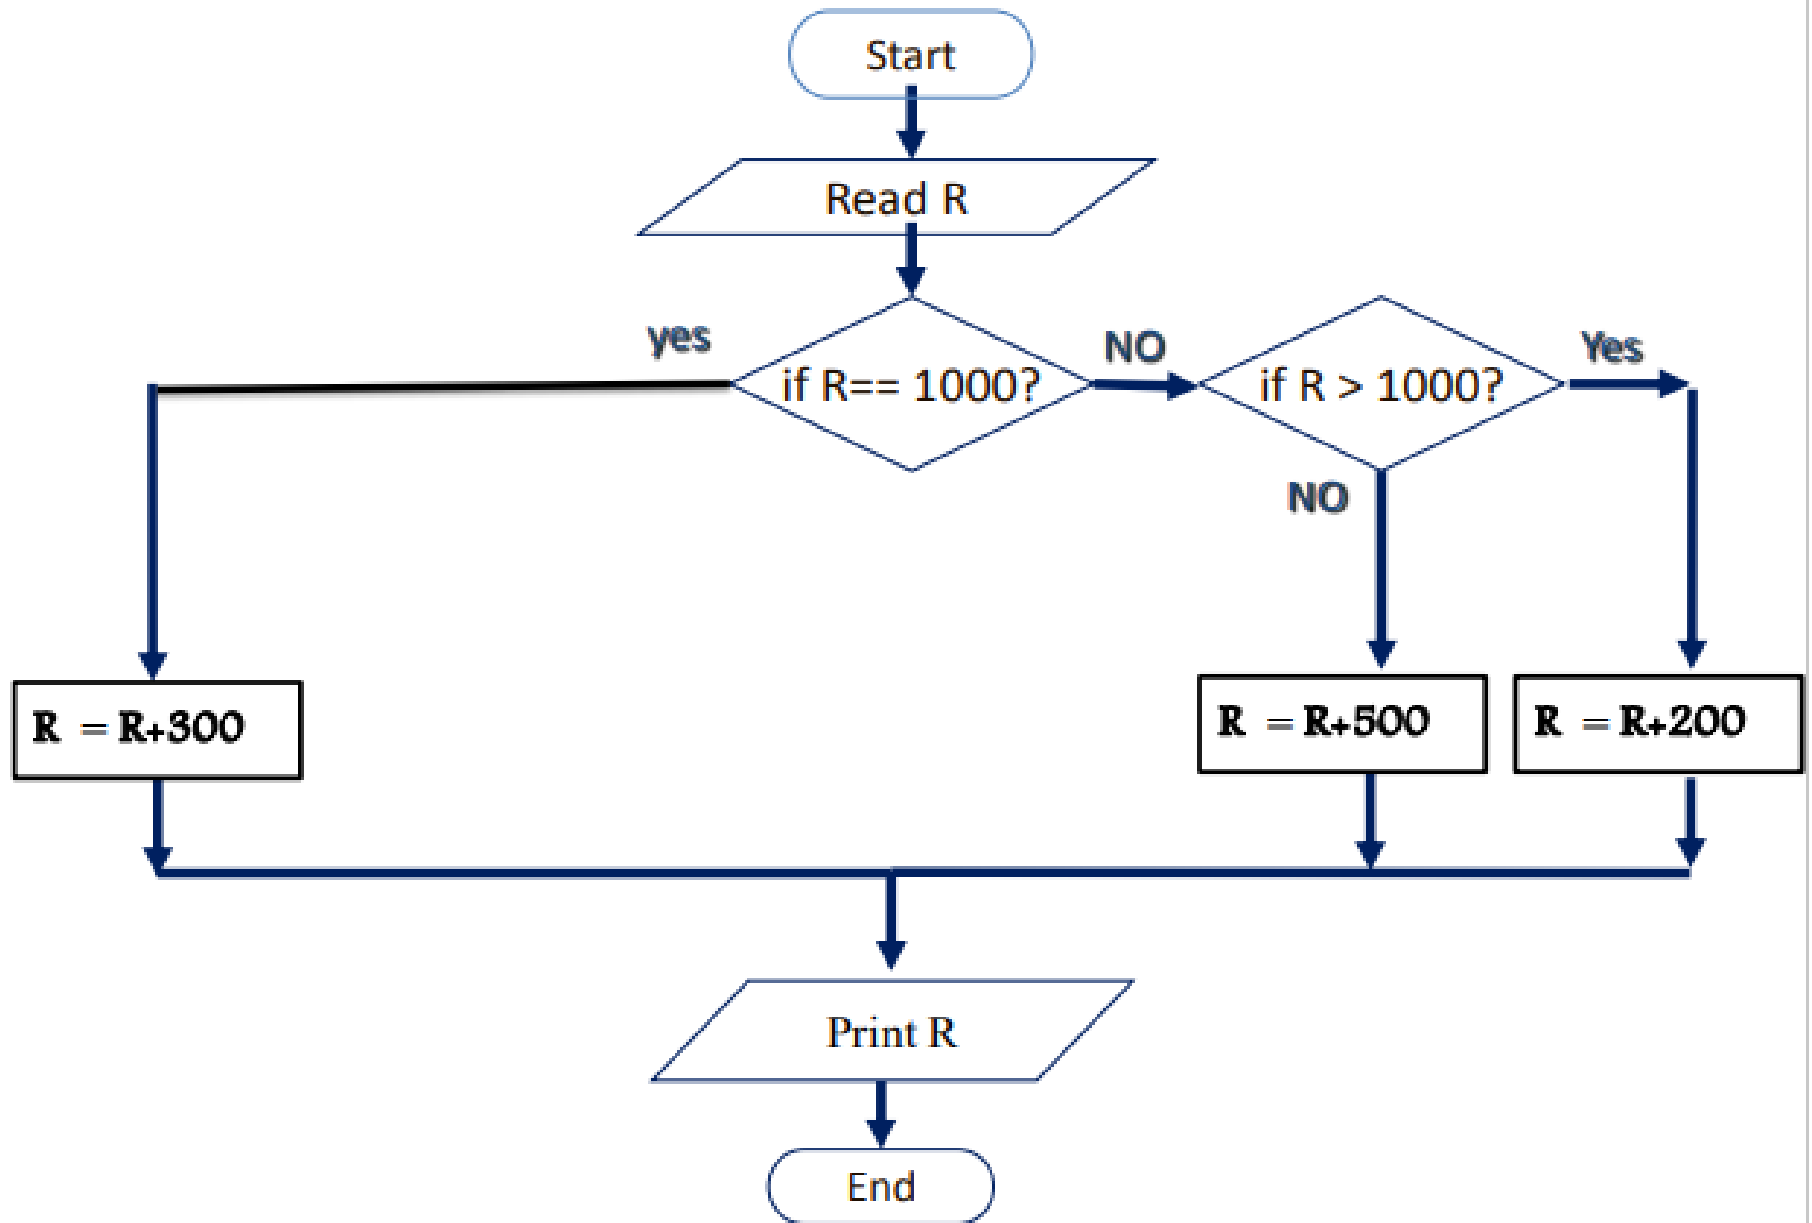 Start
Read R
yes
NO
Yes
if R== 1000?
if R > 1000?
NO
R = R+300
R = R+500
R = R+200
Print R
End